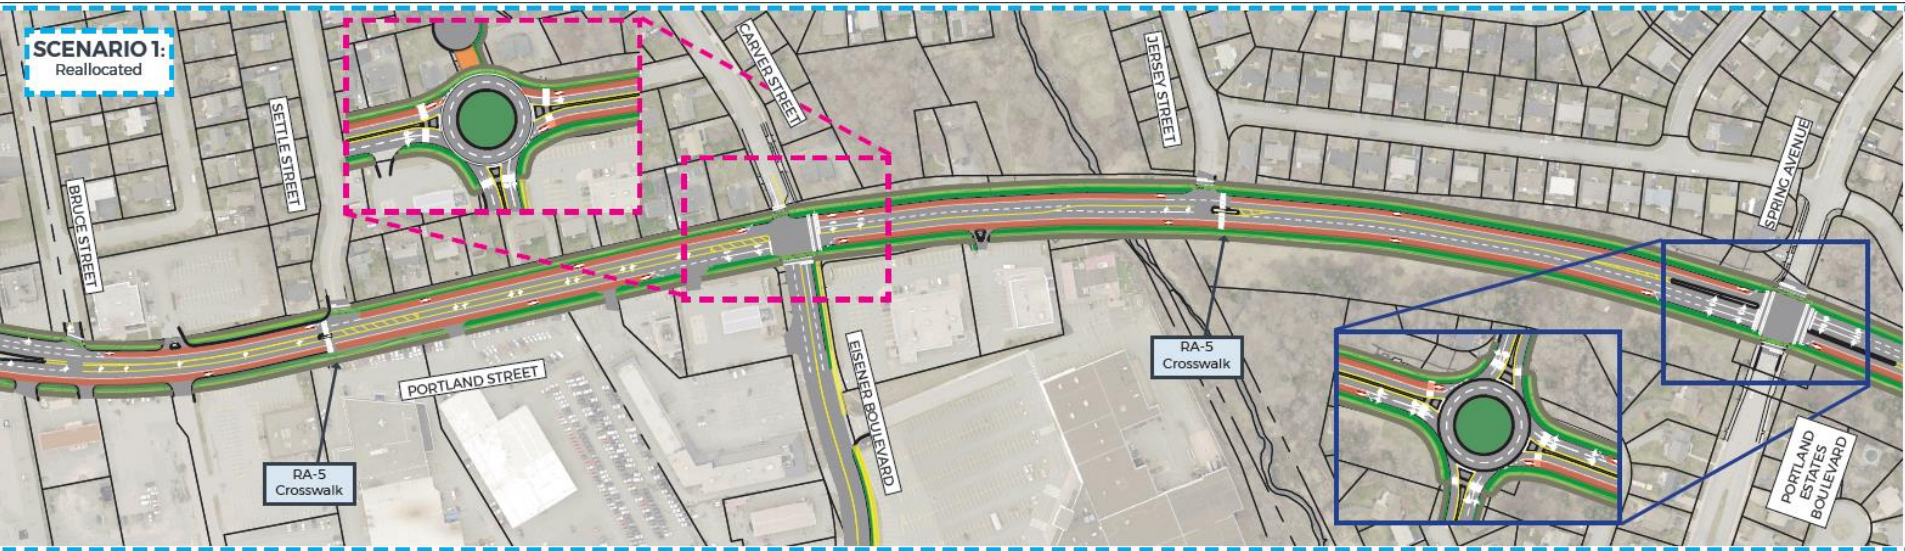 SCENARIO 1:
Reallocated
BRUCE STREET
SETTLE STREET
CARVER STREET
JERSEY STREET
SPRING AVENUE
PORTLAND STREET
EISENER BOULEVARD
RA-5
Crosswalk
RA-5
Crosswalk
PORTLAND
ESTATES
BOULEVARD